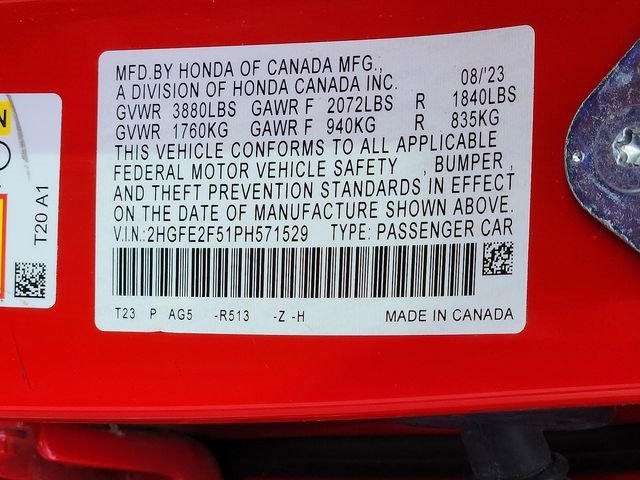 MFD.BY HONDA OF CANADA MFG.,
A DIVISION OF HONDA CANADA INC. 08/'23
GVWR 3880LBS GAWR F 2072LBS R 1840LBS
GVWR 1760KG GAWR F 940KG R 835KG
THIS VEHICLE CONFORMS TO ALL APPLICABLE
FEDERAL MOTOR VEHICLE SAFETY , BUMPER ,
AND THEFT PREVENTION STANDARDS IN EFFECT
ON THE DATE OF MANUFACTURE SHOWN ABOVE.
V.I.N: 2HGFE2F51PH571529 TYPE: PASSENGER CAR
T23 P AG5 -R513 -Z -H MADE IN CANADA
N
T20 A1